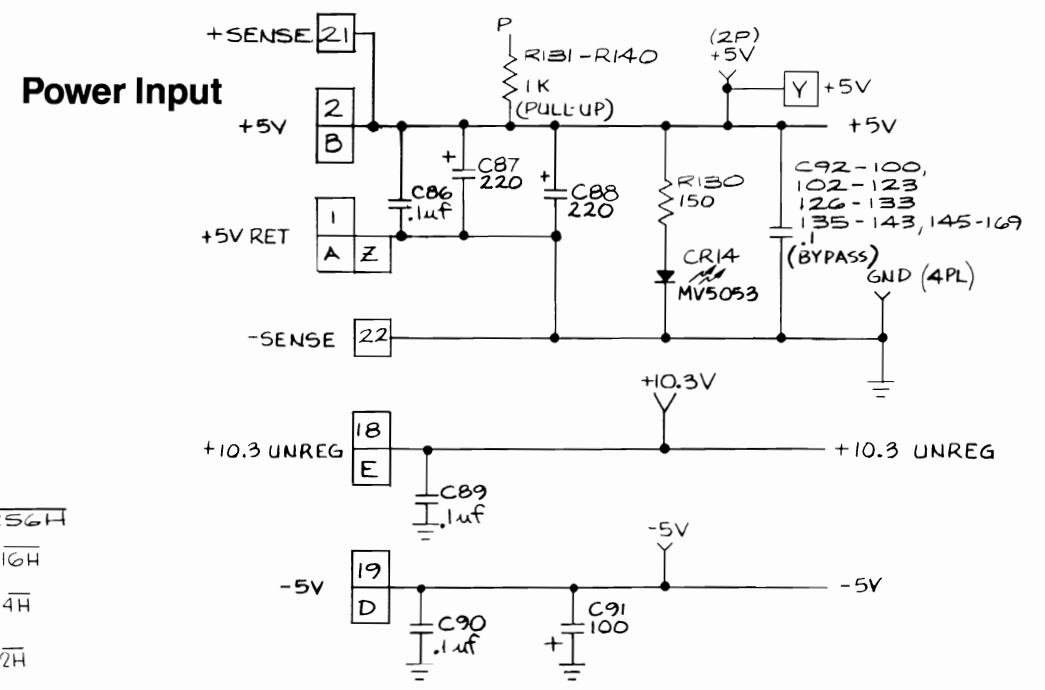 +SENSE 21
Power Input
+5V
2
B
P
R131-R140
1K
(PULL-UP)
(2P)
+5V
Y +5V
+5V
C86
.1uf
+
C87
220
+
C88
220
R130
150
CR14
MV5053
C92-100,
102-123
126-133
135-143, 145-169
.1
(BYPASS)
GND (4PL)
+5V RET
1
A Z
-SENSE 22
+10.3V
+10.3 UNREG
18
E
+10.3 UNREG
C89
.1uf
-5V
-5V
19
D
-5V
C90
.1uf
C91
100
+
56H
16H
4H
2H